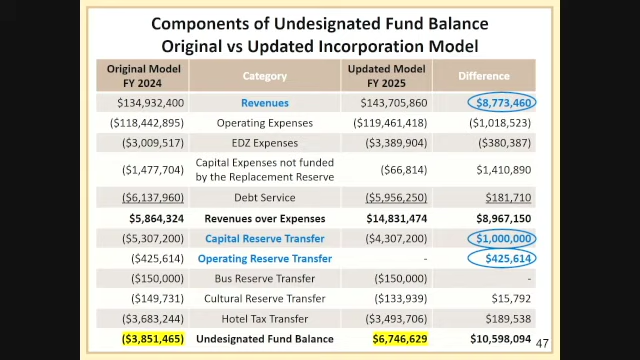 Components of Undesignated Fund Balance
Original vs Updated Incorporation Model
Original Model FY 2024 Category Updated Model FY 2025 Difference
$134,932,400 Revenues $143,705,860 $8,773,460
($118,442,895) Operating Expenses ($119,461,418) ($1,018,523)
($3,009,517) EDZ Expenses ($3,389,904) ($380,387)
($1,477,704) Capital Expenses not funded by the Replacement Reserve ($66,814) $1,410,890
($6,137,960) Debt Service ($5,956,250) $181,710
$5,864,324 Revenues over Expenses $14,831,474 $8,967,150
($5,307,200) Capital Reserve Transfer ($4,307,200) $1,000,000
($425,614) Operating Reserve Transfer - $425,614
($150,000) Bus Reserve Transfer ($150,000) -
($149,731) Cultural Reserve Transfer ($133,939) $15,792
($3,683,244) Hotel Tax Transfer ($3,493,706) $189,538
($3,851,465) Undesignated Fund Balance $6,746,629 $10,598,094
47